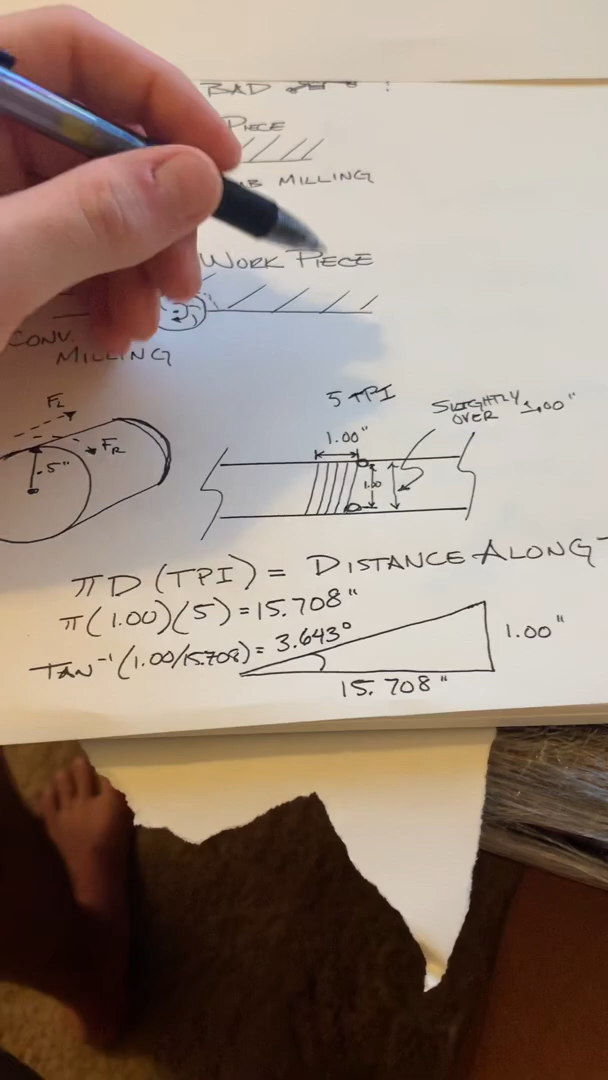 BAD
PIECE
MILLING
WORK PIECE
CONV.
MILLING
F_L
F_R
.5"
5 TPI
SLIGHTLY
OVER 1.00"
1.00"
1.00
πD (TPI) = DISTANCE ALONG
π(1.00)(5) = 15.708"
TAN⁻¹(1.00/15.708) = 3.643°
1.00"
15.708"